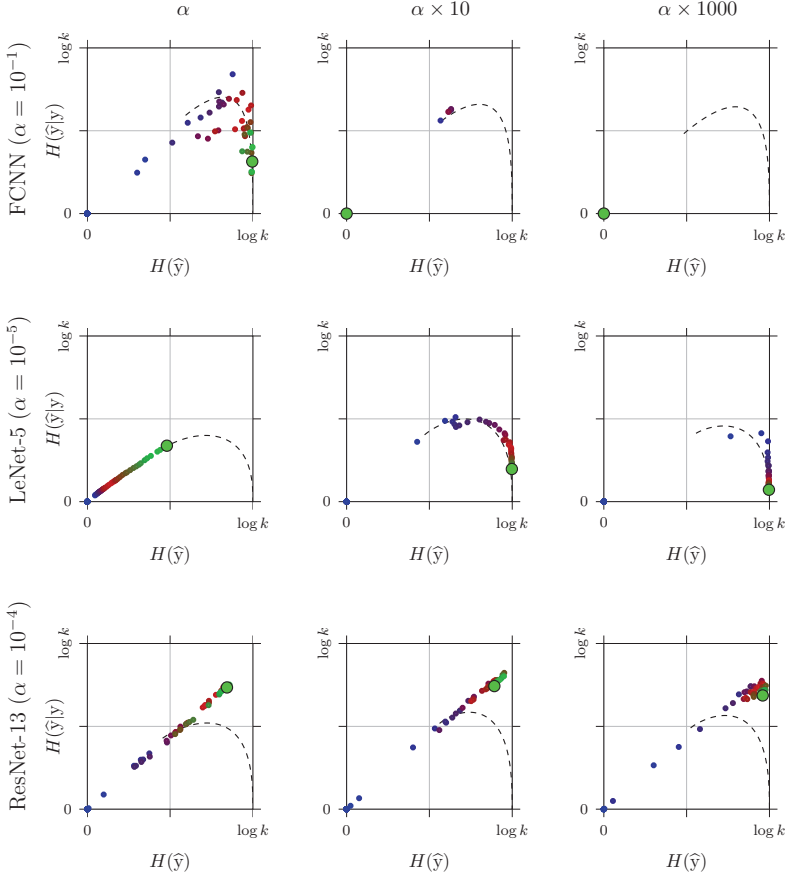 α
α × 10
α × 1000
FCNN (α = 10⁻¹)
H(ŷ|y)
log k
0
0
log k
H(ŷ)
log k
0
0
log k
H(ŷ)
log k
0
0
log k
H(ŷ)
LeNet-5 (α = 10⁻⁵)
H(ŷ|y)
log k
0
0
log k
H(ŷ)
log k
0
0
log k
H(ŷ)
log k
0
0
log k
H(ŷ)
ResNet-13 (α = 10⁻⁴)
H(ŷ|y)
log k
0
0
log k
H(ŷ)
log k
0
0
log k
H(ŷ)
log k
0
0
log k
H(ŷ)